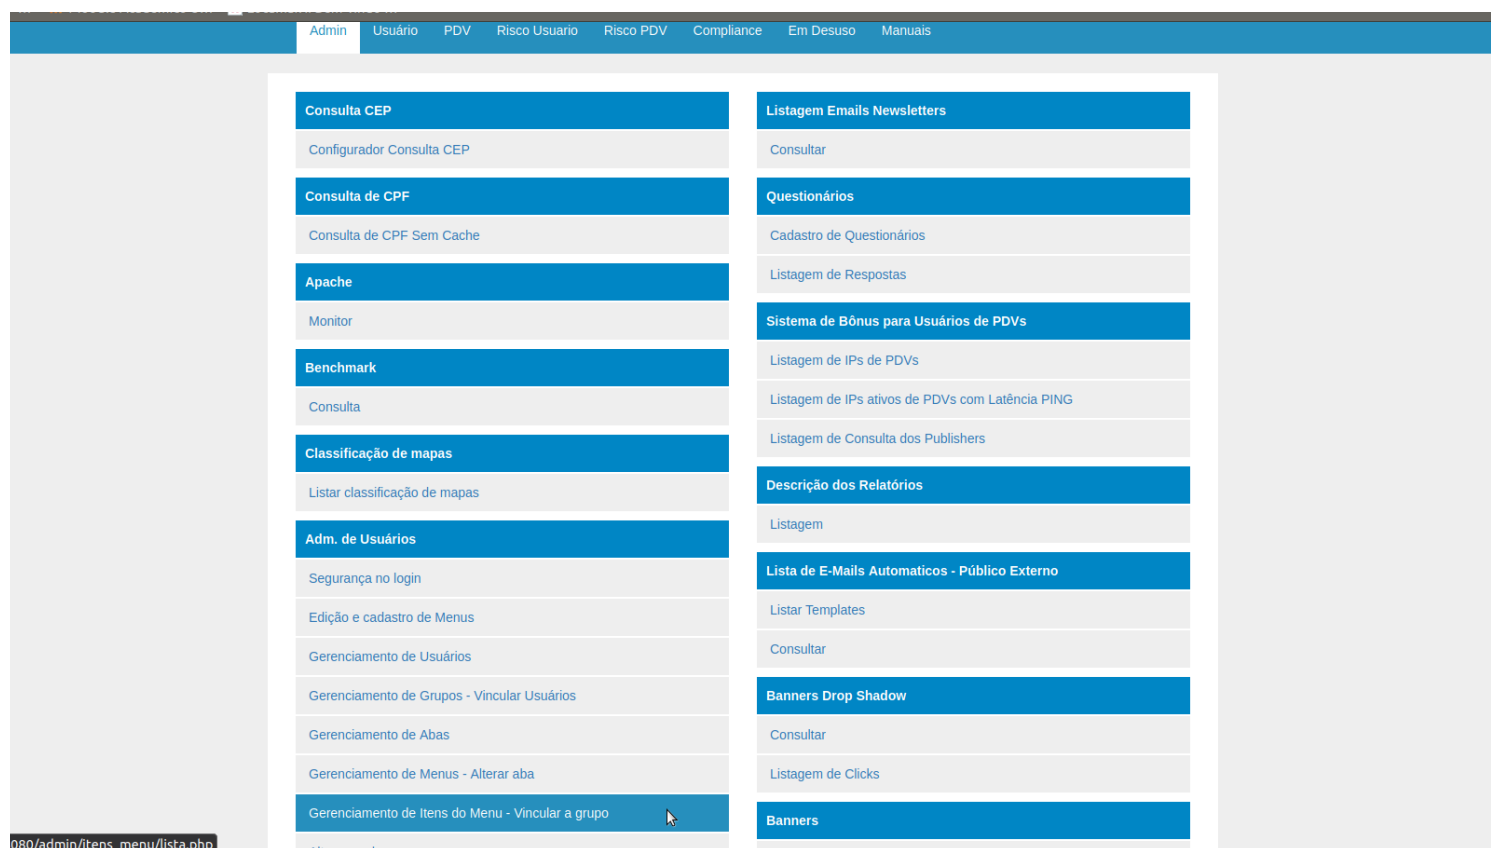 Admin Usuário PDV Risco Usuario Risco PDV Compliance Em Desuso Manuais
Consulta CEP
Configurador Consulta CEP
Consulta de CPF
Consulta de CPF Sem Cache
Apache
Monitor
Benchmark
Consulta
Classificação de mapas
Listar classificação de mapas
Adm. de Usuários
Segurança no login
Edição e cadastro de Menus
Gerenciamento de Usuários
Gerenciamento de Grupos - Vincular Usuários
Gerenciamento de Abas
Gerenciamento de Menus - Alterar aba
Gerenciamento de Itens do Menu - Vincular a grupo
Listagem Emails Newsletters
Consultar
Questionários
Cadastro de Questionários
Listagem de Respostas
Sistema de Bônus para Usuários de PDVs
Listagem de IPs de PDVs
Listagem de IPs ativos de PDVs com Latência PING
Listagem de Consulta dos Publishers
Descrição dos Relatórios
Listagem
Lista de E-Mails Automaticos - Público Externo
Listar Templates
Consultar
Banners Drop Shadow
Consultar
Listagem de Clicks
Banners
080/admin/itens_menu/lista.php